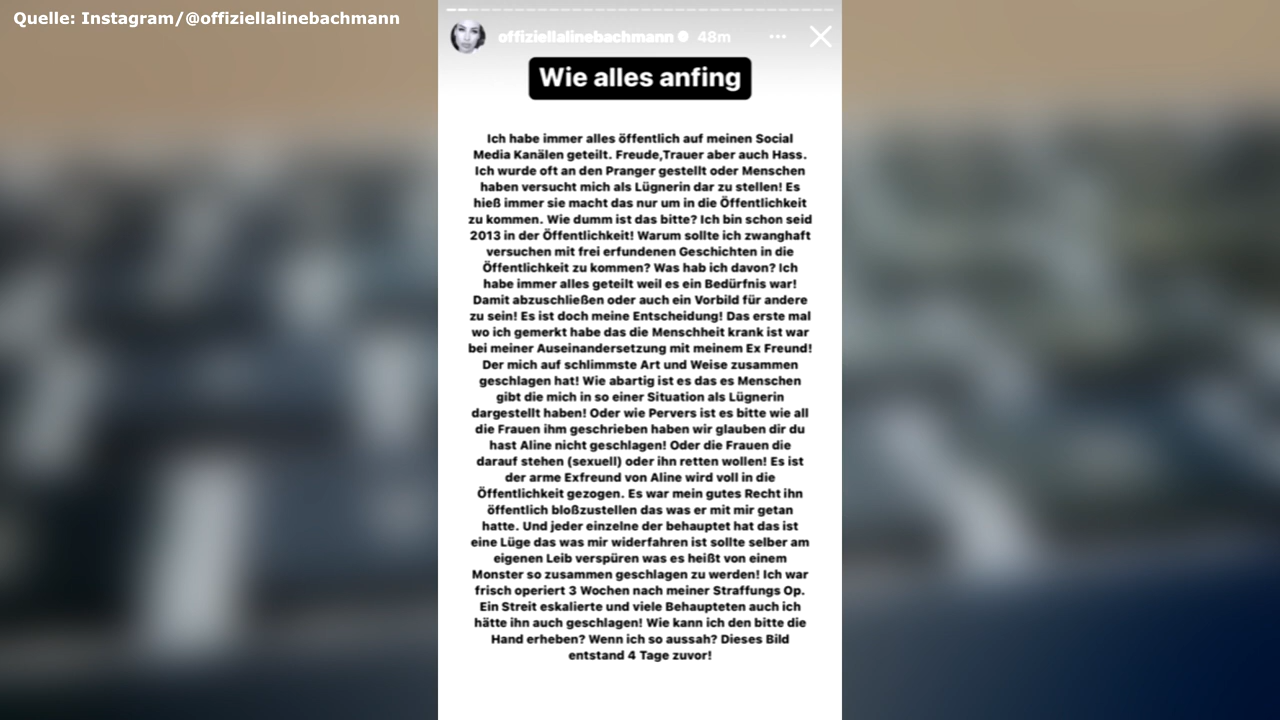 Quelle: Instagram/@offiziellalinebachmann
offiziellalinebachmann 48m
Wie alles anfing
Ich habe immer alles öffentlich auf meinen Social
Media Kanälen geteilt. Freude,Trauer aber auch Hass.
Ich wurde oft an den Pranger gestellt oder Menschen
haben versucht mich als Lügnerin dar zu stellen! Es
hieß immer sie macht das nur um in die Öffentlichkeit
zu kommen. Wie dumm ist das bitte? Ich bin schon seid
2013 in der Öffentlichkeit! Warum sollte ich zwanghaft
versuchen mit frei erfundenen Geschichten in die
Öffentlichkeit zu kommen? Was hab ich davon? Ich
habe immer alles geteilt weil es ein Bedürfnis war!
Damit abzuschließen oder auch ein Vorbild für andere
zu sein! Es ist doch meine Entscheidung! Das erste mal
wo ich gemerkt habe das die Menschheit krank ist war
bei meiner Auseinandersetzung mit meinem Ex Freund!
Der mich auf schlimmste Art und Weise zusammen
geschlagen hat! Wie abartig ist es das es Menschen
gibt die mich in so einer Situation als Lügnerin
dargestellt haben! Oder wie Pervers ist es bitte wie all
die Frauen ihm geschrieben haben wir glauben dir du
hast Aline nicht geschlagen! Oder die Frauen die
darauf stehen (sexuell) oder ihn retten wollen! Es ist
der arme Exfreund von Aline wird voll in die
Öffentlichkeit gezogen. Es war mein gutes Recht ihn
öffentlich bloßzustellen das was er mit mir getan
hatte. Und jeder einzelne der behauptet hat das ist
eine Lüge das was mir widerfahren ist sollte selber am
eigenen Leib verspüren was es heißt von einem
Monster so zusammen geschlagen zu werden! Ich war
frisch operiert 3 Wochen nach meiner Straffungs Op.
Ein Streit eskalierte und viele Behaupteten auch ich
hätte ihn auch geschlagen! Wie kann ich den bitte die
Hand erheben? Wenn ich so aussah? Dieses Bild
entstand 4 Tage zuvor!